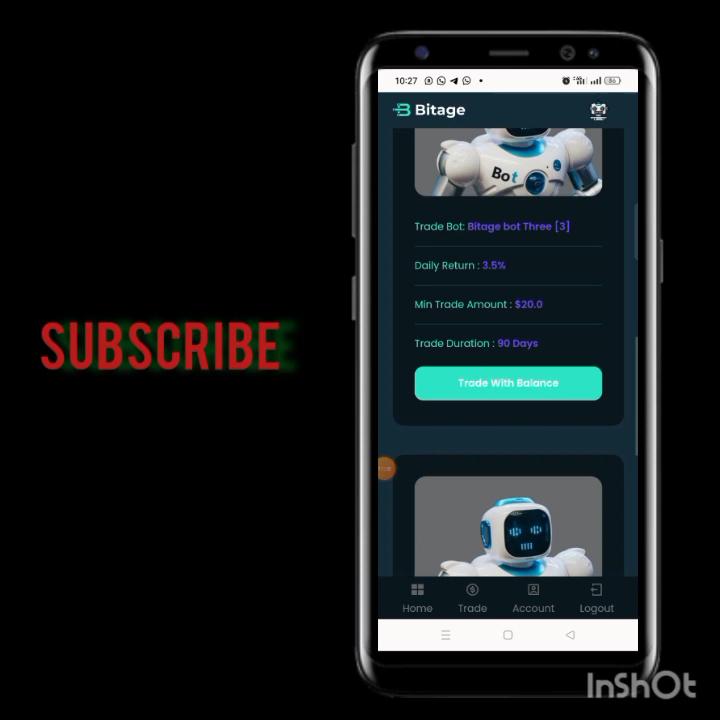 SUBSCRIBE
10:27
86
Bitage
Bot
Trade Bot: Bitage bot Three [3]
Daily Return : 3.5%
Min Trade Amount : $20.0
Trade Duration : 90 Days
Trade With Balance
Home Trade Account Logout
InShOt